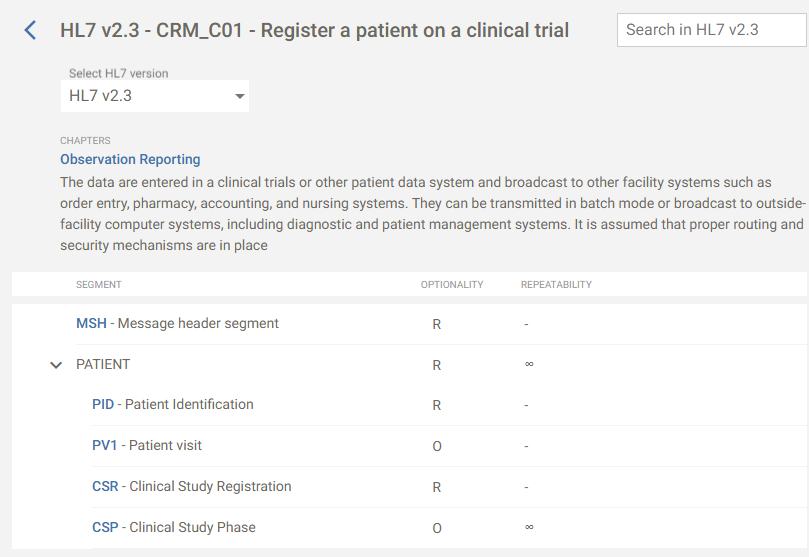 HL7 v2.3 - CRM_C01 - Register a patient on a clinical trial
Search in HL7 v2.3
Select HL7 version
HL7 v2.3
CHAPTERS
Observation Reporting
The data are entered in a clinical trials or other patient data system and broadcast to other facility systems such as
order entry, pharmacy, accounting, and nursing systems. They can be transmitted in batch mode or broadcast to outside-
facility computer systems, including diagnostic and patient management systems. It is assumed that proper routing and
security mechanisms are in place
SEGMENT OPTIONALITY REPEATABILITY
MSH - Message header segment R -
PATIENT R ∞
PID - Patient Identification R -
PV1 - Patient visit O -
CSR - Clinical Study Registration R -
CSP - Clinical Study Phase O ∞